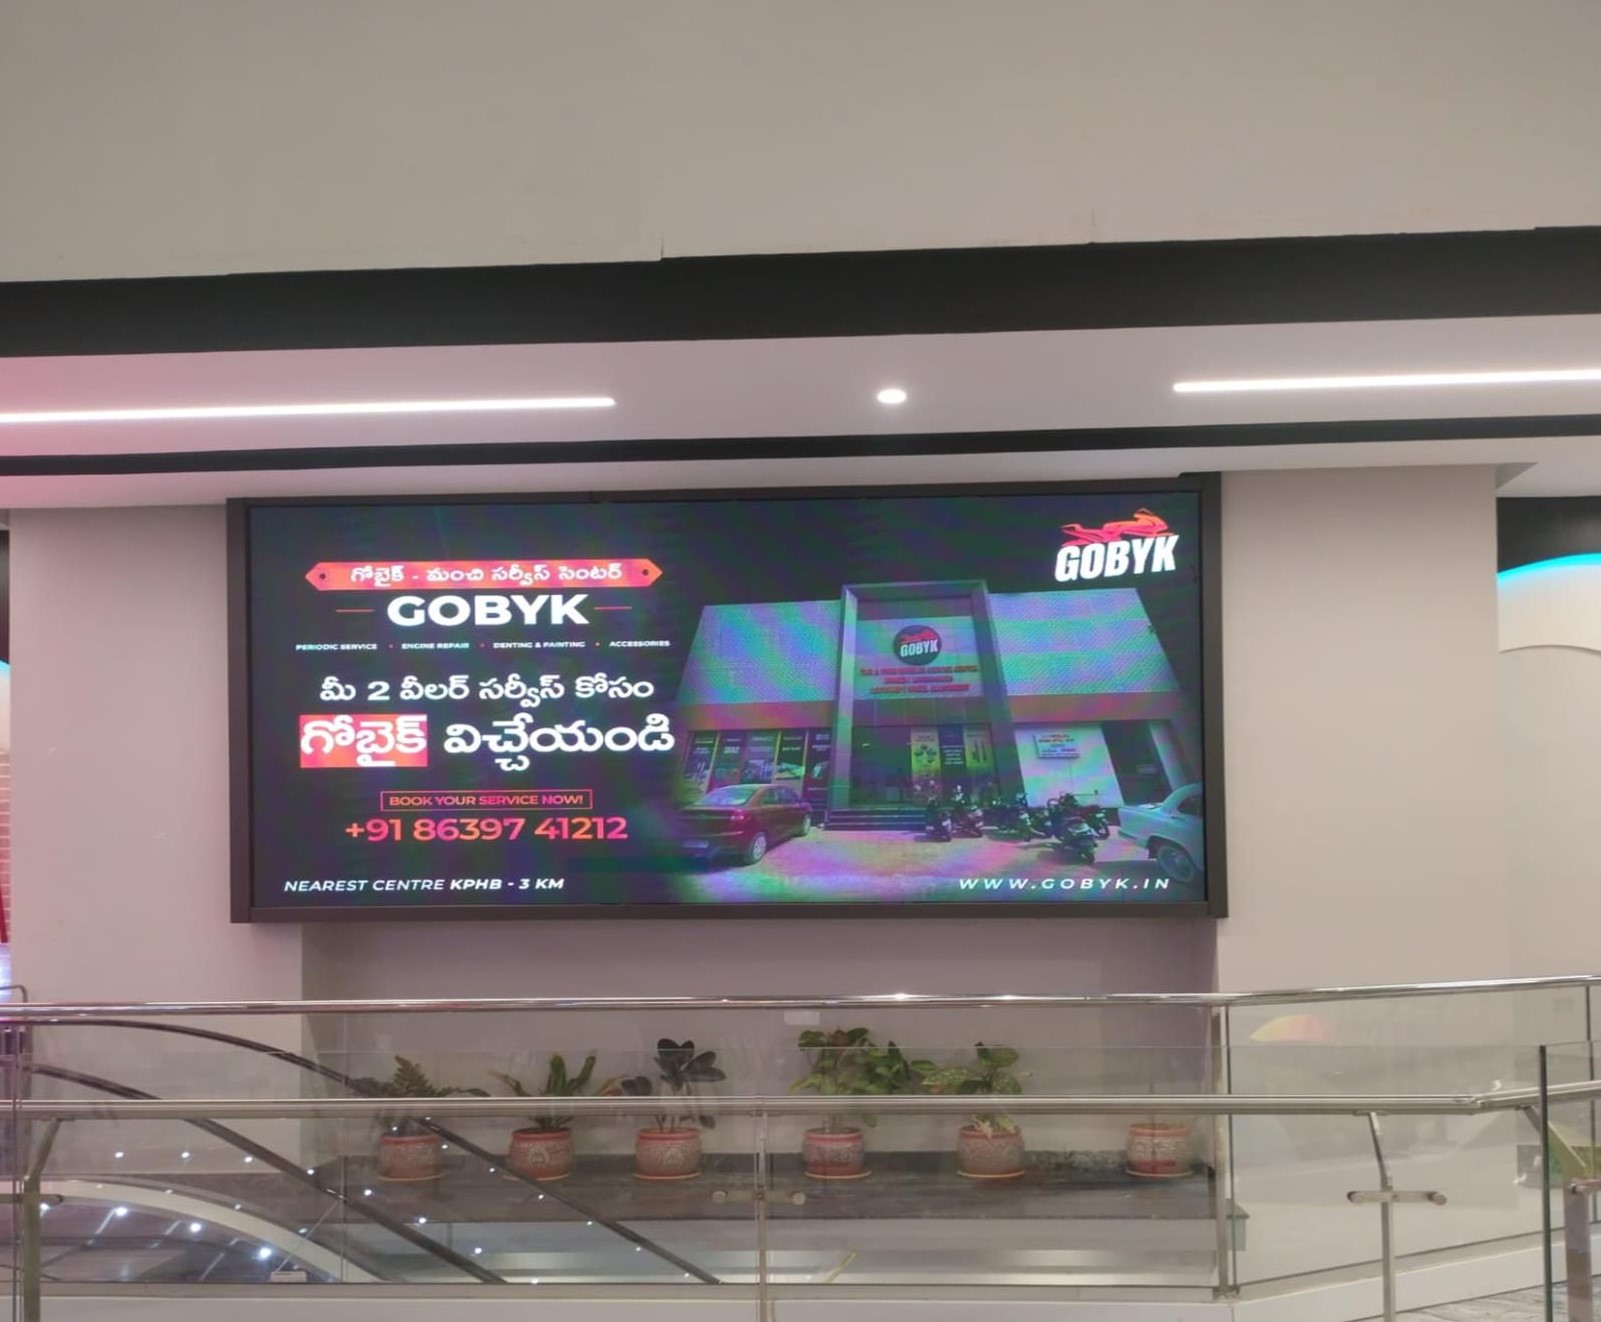 గోబైక్ - మంచి సర్వీస్ సెంటర్
GOBYK
PERIODIC SERVICE • ENGINE REPAIR • DENTING & PAINTING • ACCESSORIES
మీ 2 వీలర్ సర్వీస్ కోసం
గోబైక్ విచ్చేయండి
BOOK YOUR SERVICE NOW!
+91 86397 41212
NEAREST CENTRE KPHB - 3 KM
GOBYK
GOBYK
WWW.GOBYK.IN